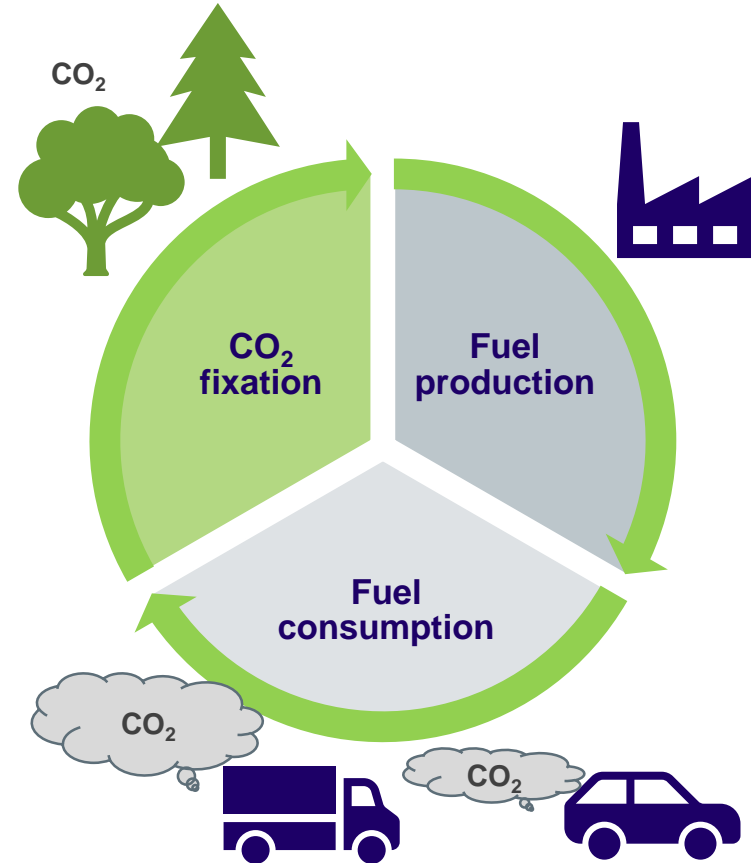 CO₂
CO₂
fixation
Fuel
production
Fuel
consumption
CO₂
CO₂